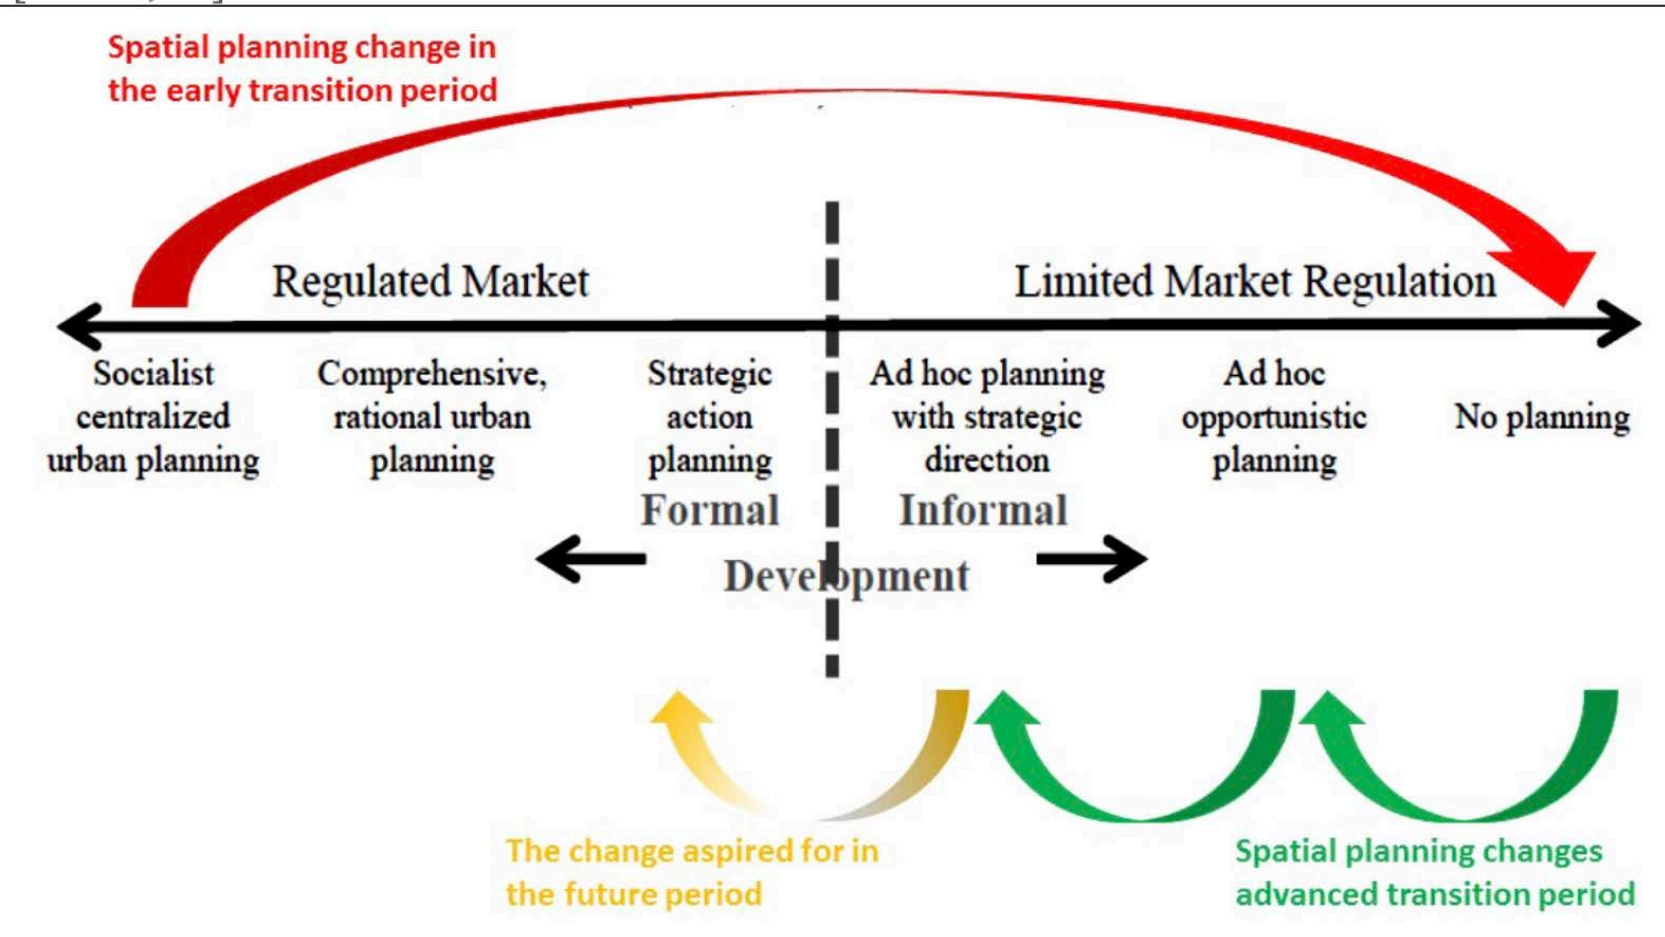 Spatial planning change in
the early transition period
Regulated Market
Limited Market Regulation
Socialist
centralized
urban planning
Comprehensive,
rational urban
planning
Strategic
action
planning
Ad hoc planning
with strategic
direction
Ad hoc
opportunistic
planning
No planning
Formal
Informal
Development
The change aspired for in
the future period
Spatial planning changes
advanced transition period